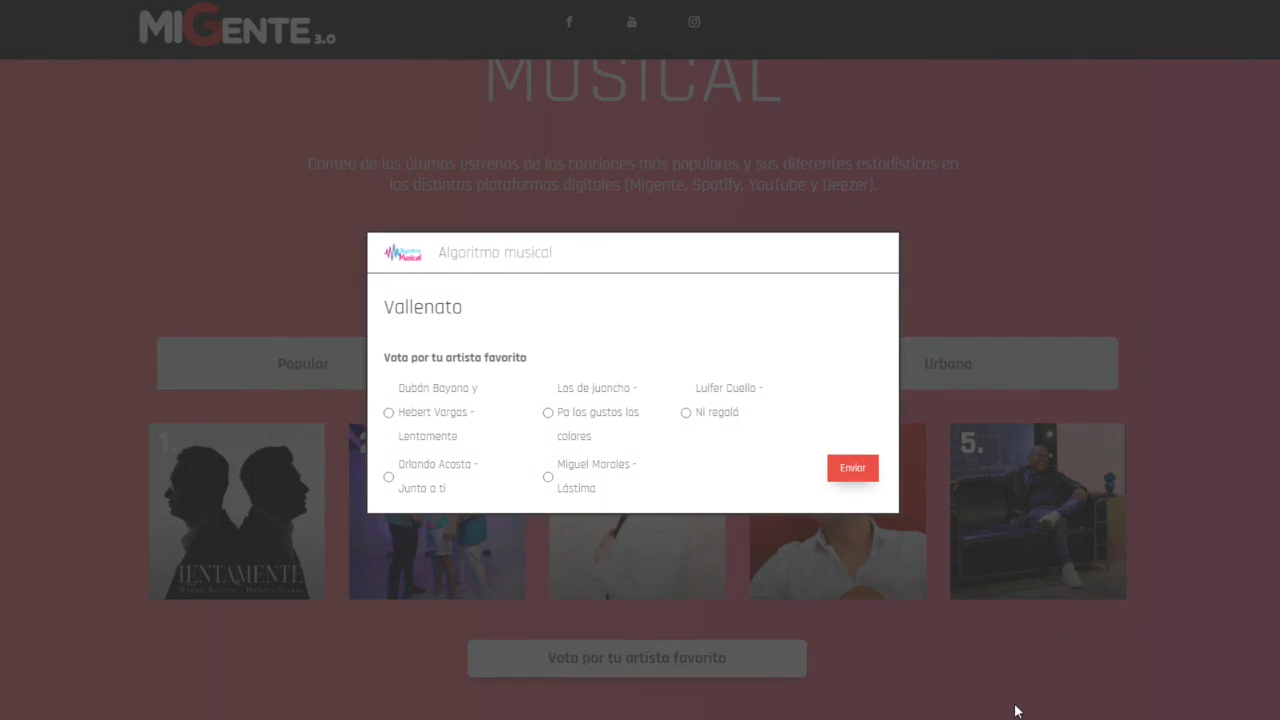 MIGENTE 3.0
MUSICAL
Conteo de los últimos estrenos de las canciones más populares y sus diferentes estadísticas en
las distintas plataformas digitales (Migente, Spotify, YouTube y Deezer).
Algoritmo Musical
Algoritmo musical
Vallenato
Vota por tu artista favorito
Dubán Bayona y
Hebert Vargas -
Lentamente
Los de juancho -
Pa los gustos los
colores
Luifer Cuello -
Ni regalá
Orlando Acosta -
Junto a ti
Miguel Morales -
Lástima
Enviar
Popular
Urbano
1.
5.
LENTAMENTE
Vota por tu artista favorito